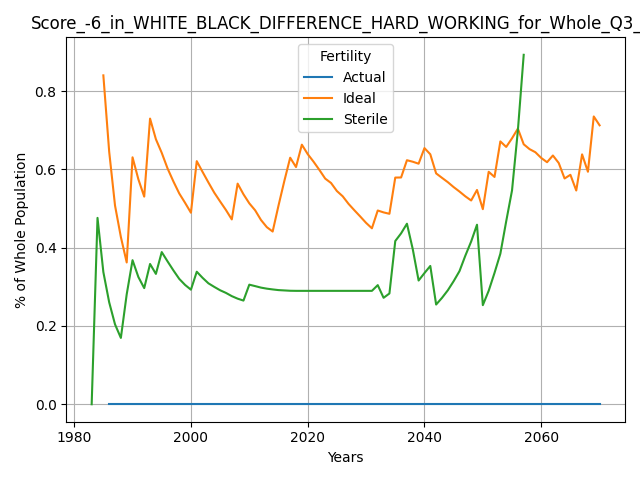 Score_-6_in_WHITE_BLACK_DIFFERENCE_HARD_WORKING_for_Whole_Q3_
Fertility
Actual
Ideal
Sterile
% of Whole Population
0.8
0.6
0.4
0.2
0.0
1980 2000 2020 2040 2060
Years